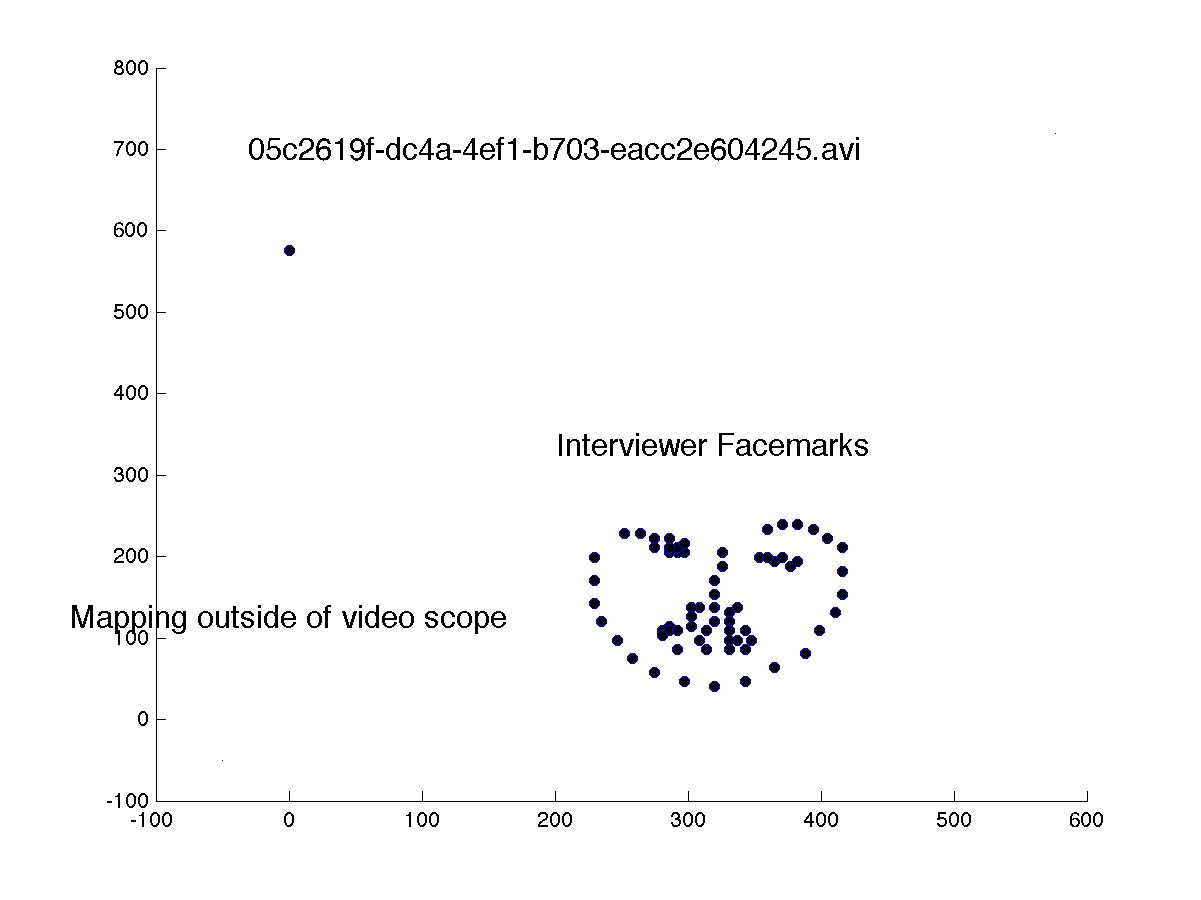 800
05c2619f-dc4a-4ef1-b703-eacc2e604245.avi
700
600
500
400
Interviewer Facemarks
300
200
Mapping outside of video scope
100
0
-100
-100 0 100 200 300 400 500 600